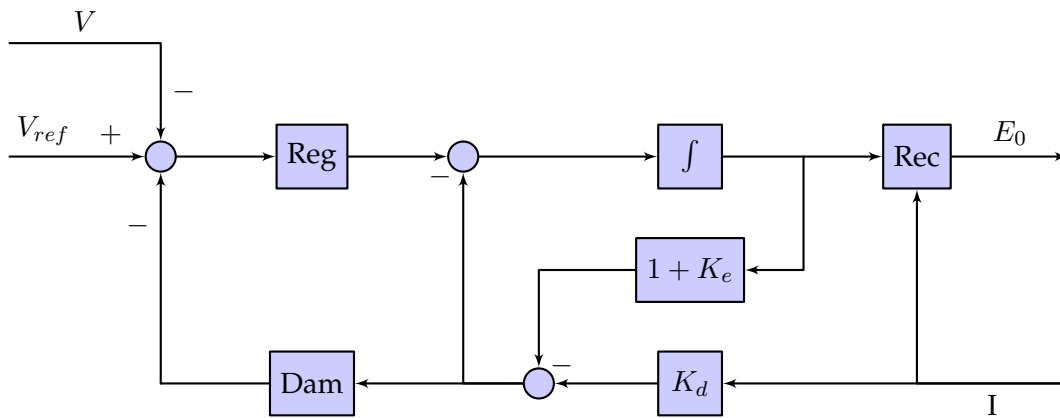 V
−
V_ref +
Reg
−
∫
Rec
E_0
−
1 + K_e
Dam
−
K_d
I